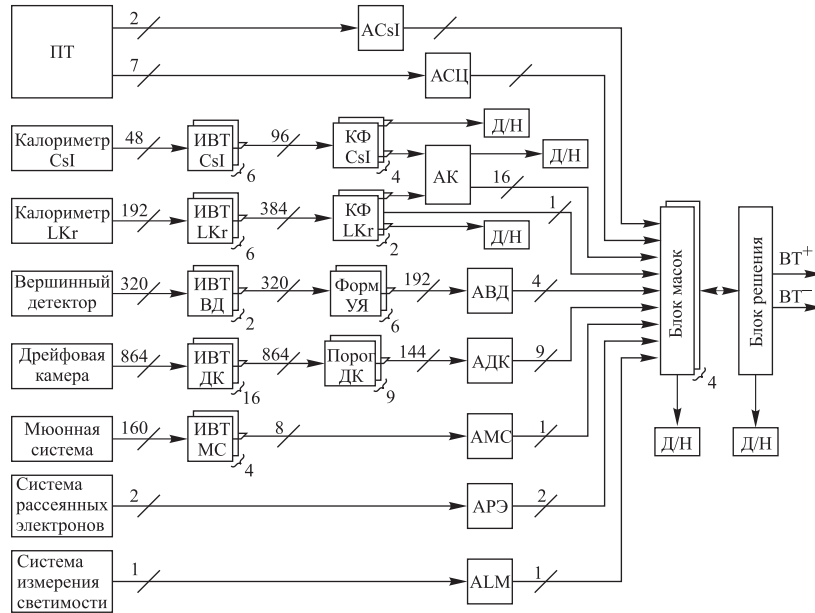 ПТ
2
АCsI
7
АСЦ
Калориметр
CsI
48
ИВТ
CsI
6
96
КФ
CsI
4
Д/Н
АК
Д/Н
16
Калориметр
LKr
192
ИВТ
LKr
6
384
КФ
LKr
2
1
Д/Н
Вершинный
детектор
320
ИВТ
ВД
2
320
Форм
УЯ
6
192
АВД
4
Дрейфовая
камера
864
ИВТ
ДК
16
864
Порог
ДК
9
144
АДК
9
Мюонная
система
160
ИВТ
МС
4
8
АМС
1
Система
рассеянных
электронов
2
АРЭ
2
Система
измерения
светимости
1
ALM
1
Блок масок
4
Д/Н
Блок решения
Д/Н
ВТ+
ВТ−